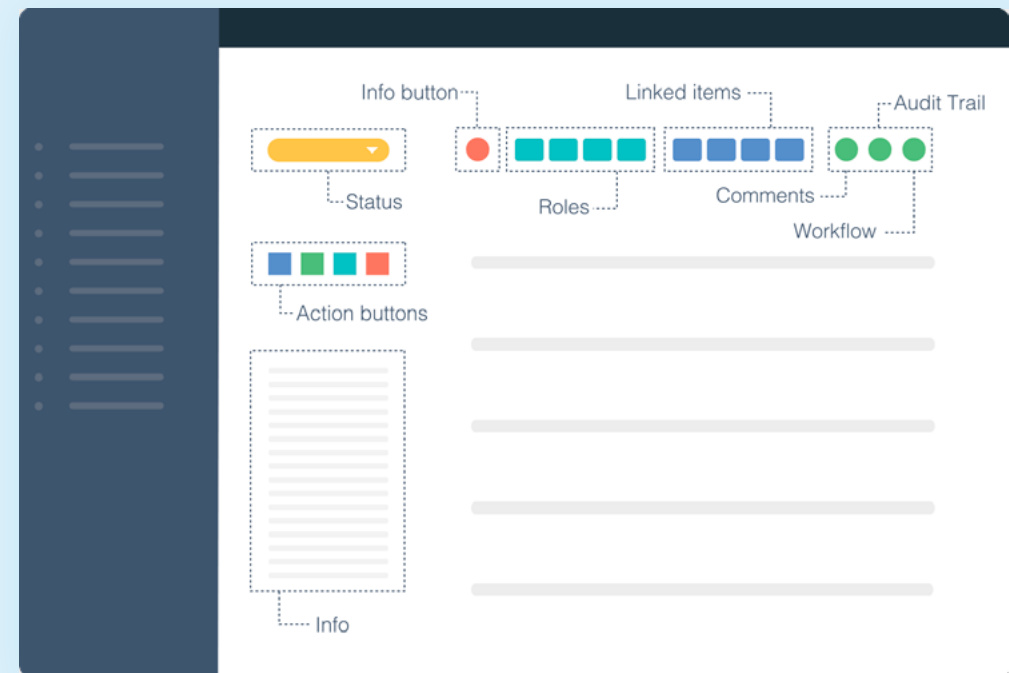 Info button
Linked items
Audit Trail
Status
Roles
Comments
Workflow
Action buttons
Info